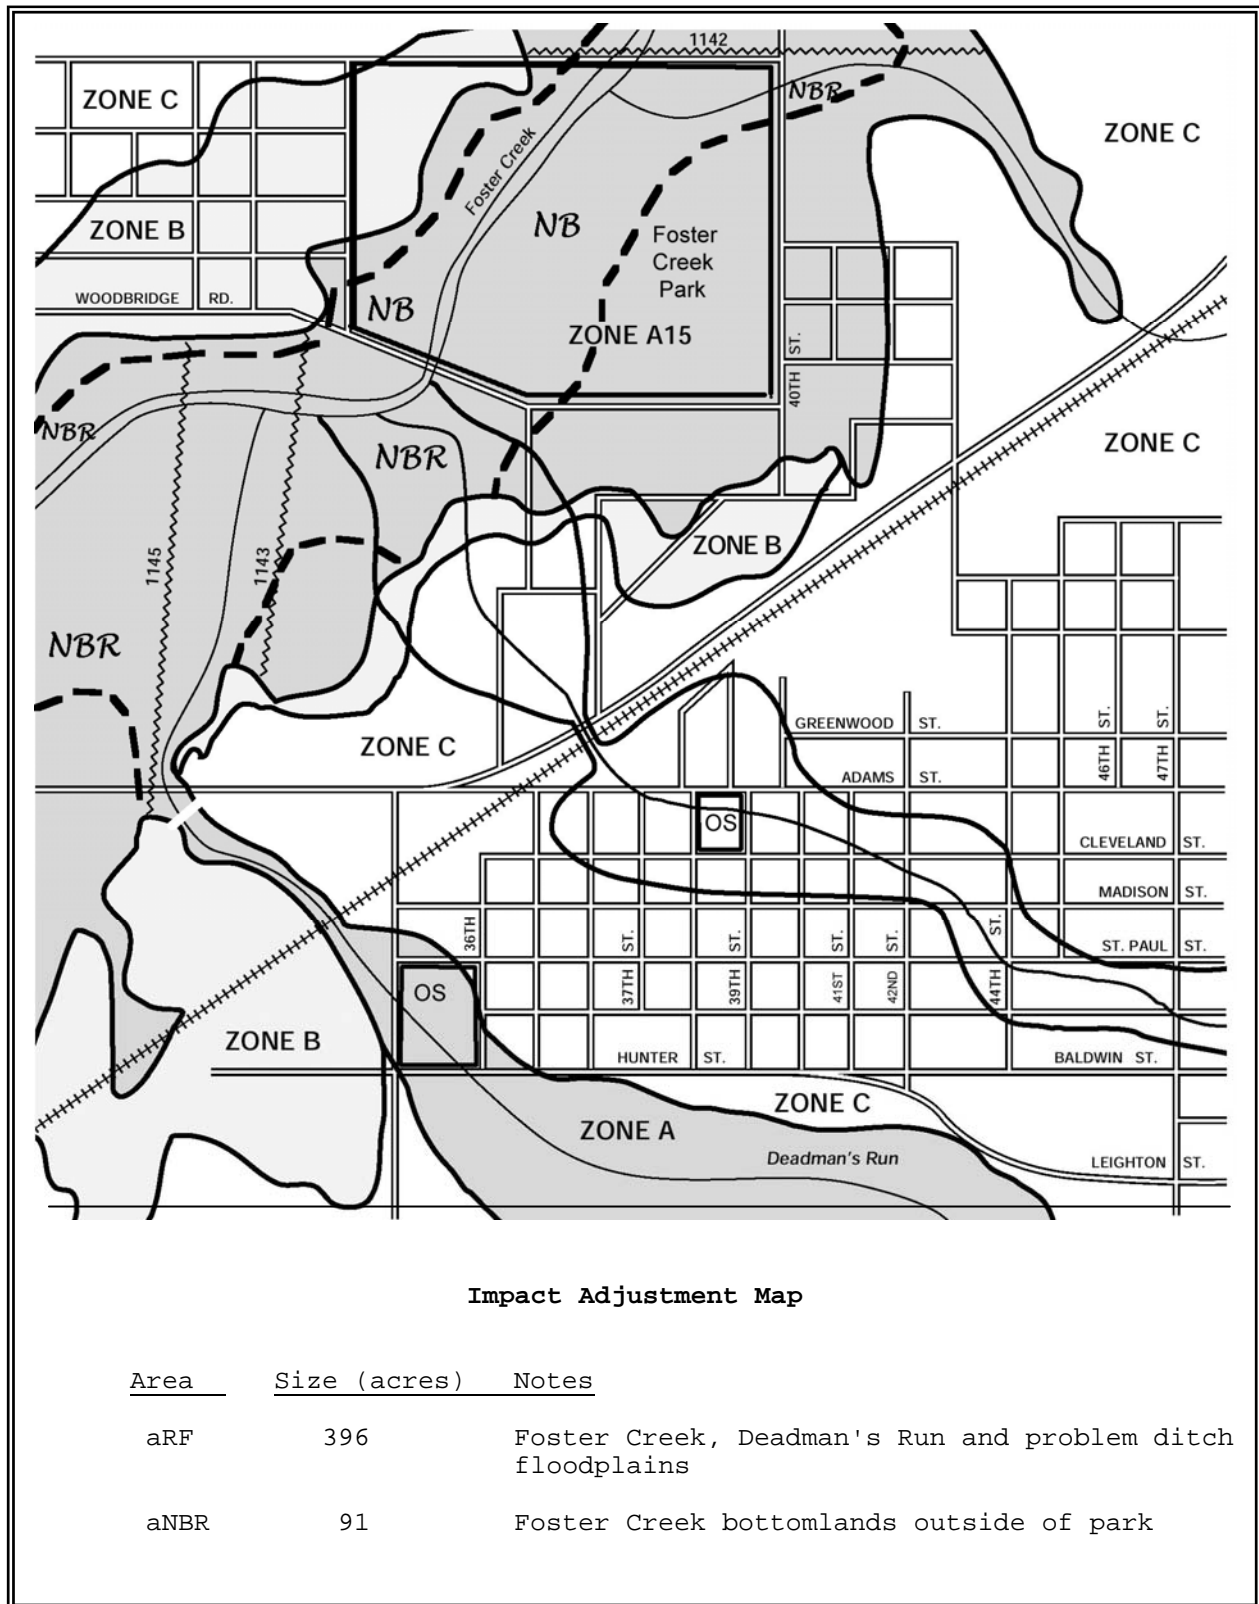 1142
ZONE C
NBR
ZONE C
Foster Creek
ZONE B
NB
Foster
Creek
Park
WOODBRIDGE RD.
NB
ZONE A15
40TH ST.
NBR
NBR
ZONE C
ZONE B
1145
1143
NBR
GREENWOOD ST.
46TH ST.
47TH ST.
ZONE C
ADAMS ST.
OS
CLEVELAND ST.
MADISON ST.
36TH
37TH ST.
39TH ST.
41ST ST.
42ND ST.
44TH ST.
ST. PAUL ST.
OS
ZONE B
HUNTER ST.
BALDWIN ST.
ZONE C
ZONE A
Deadman's Run
LEIGHTON ST.
Impact Adjustment Map
Area Size (acres) Notes
aRF 396 Foster Creek, Deadman's Run and problem ditch
floodplains
aNBR 91 Foster Creek bottomlands outside of park